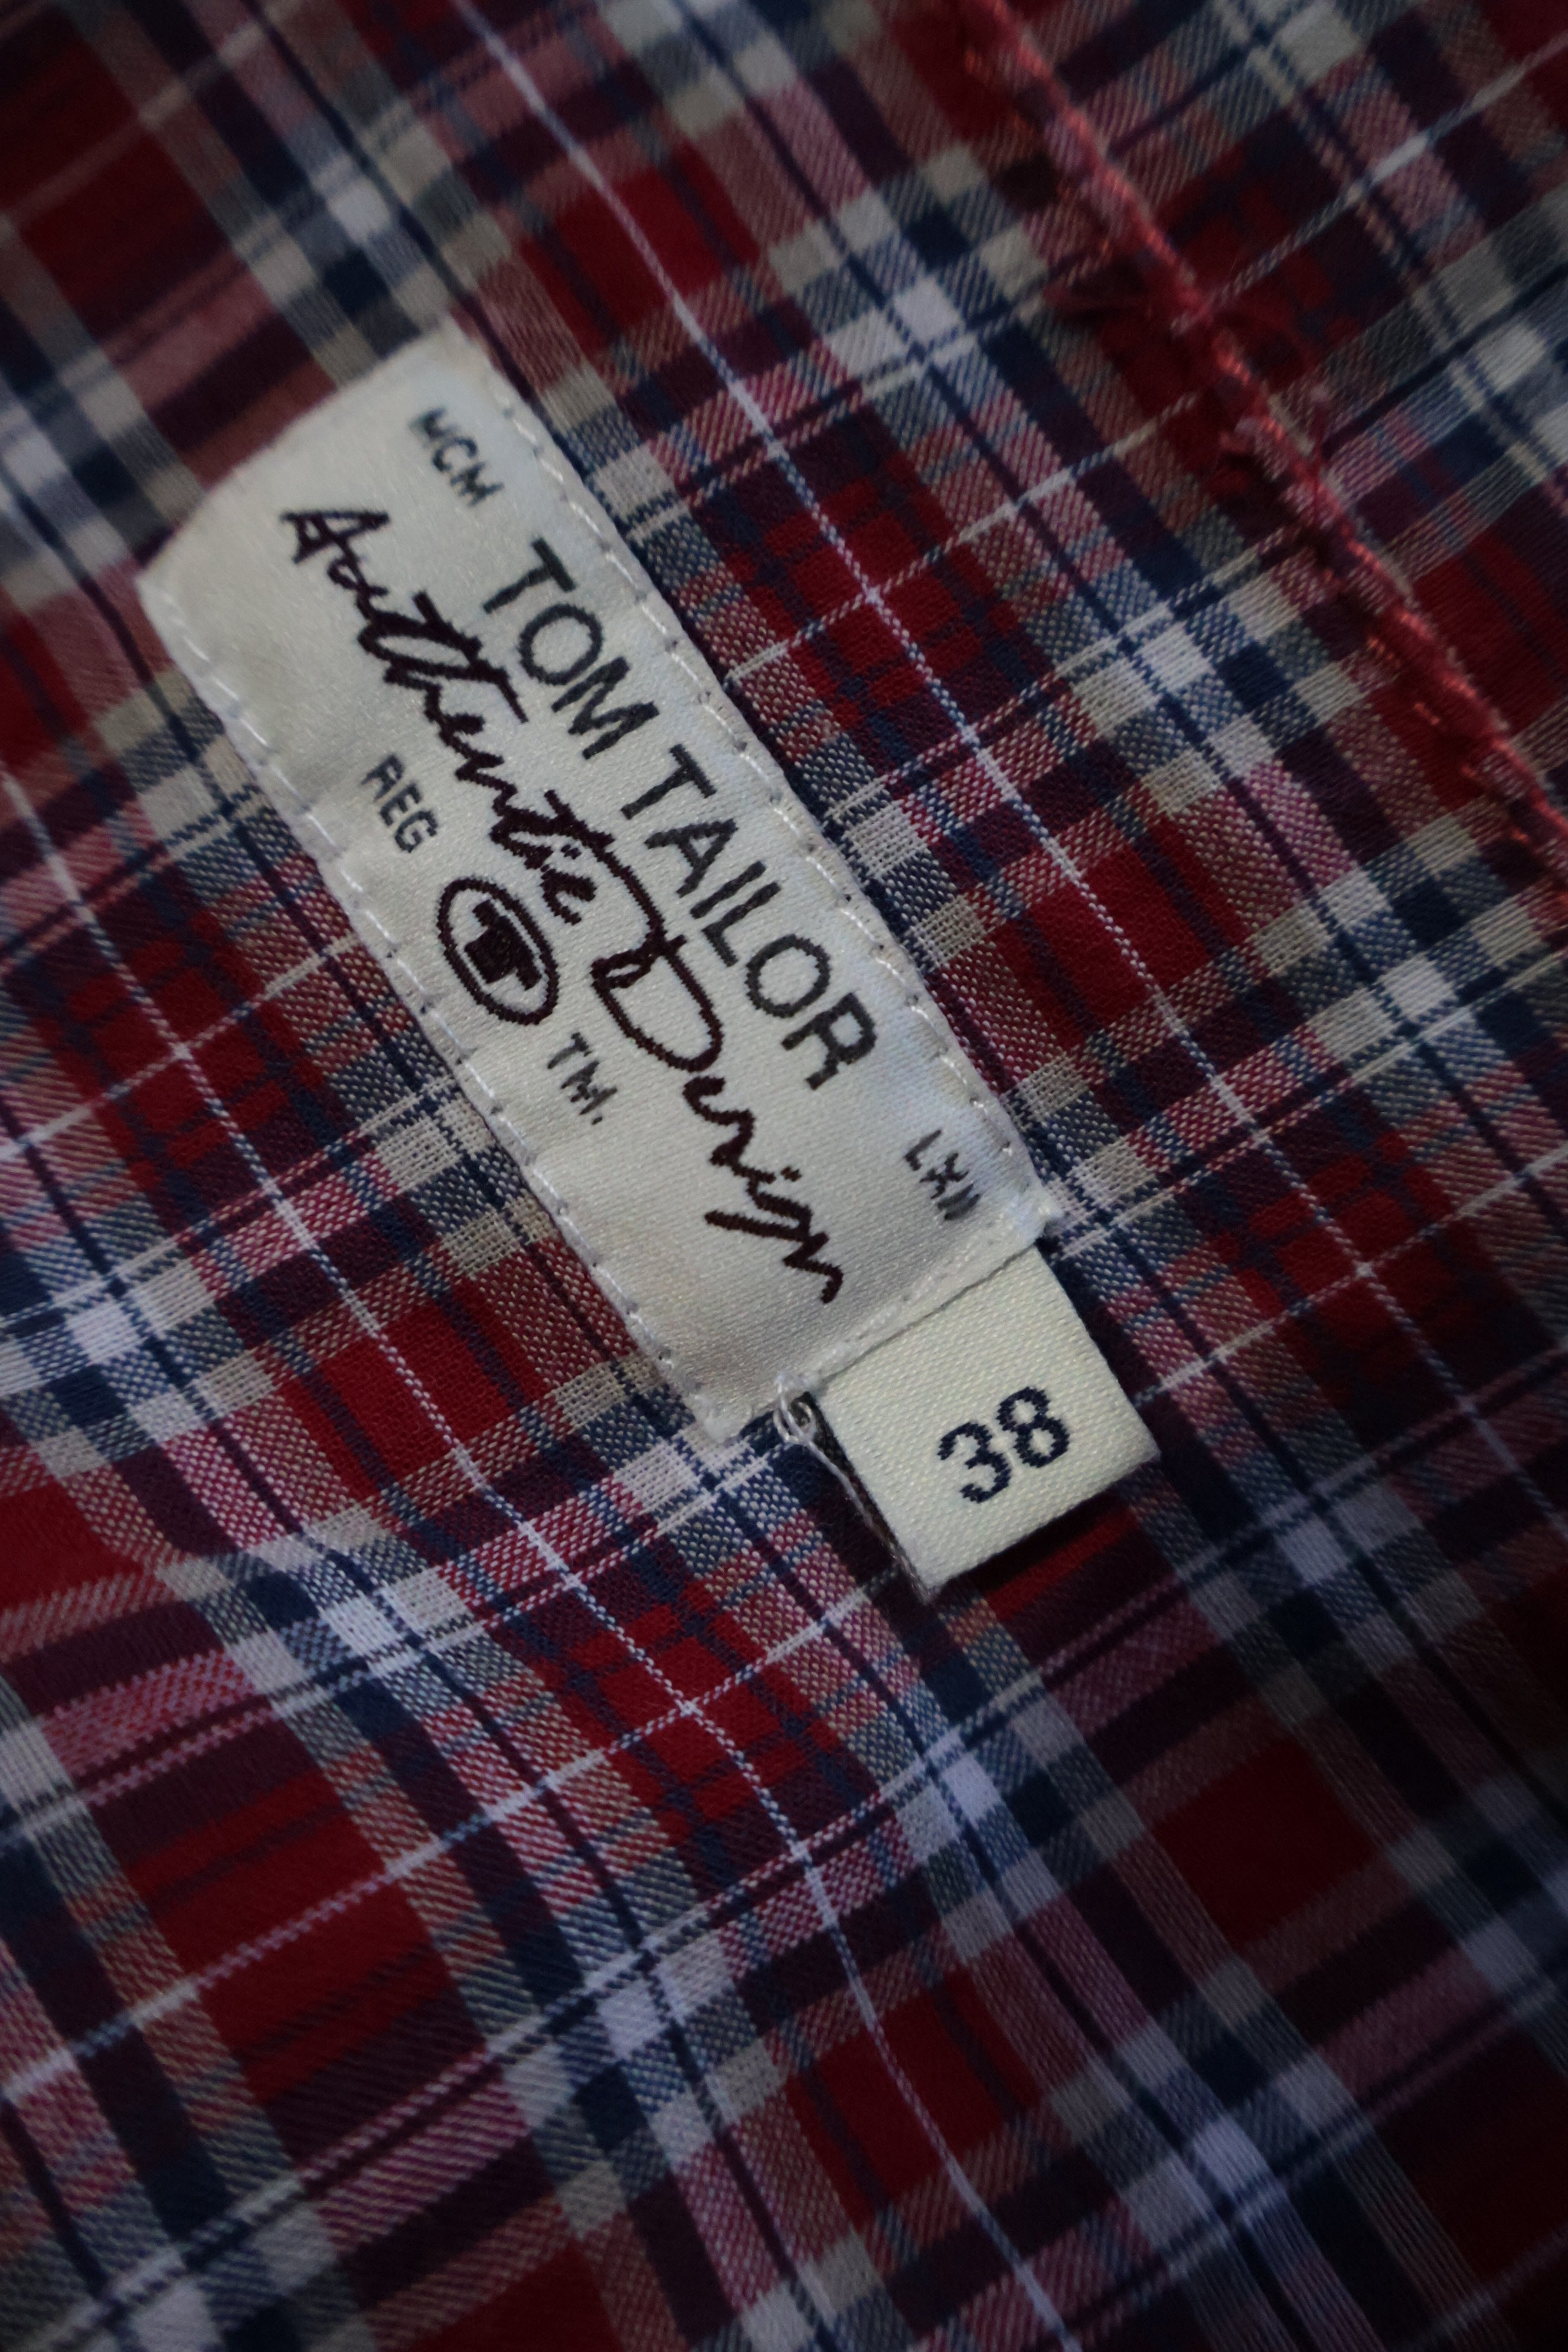 MCM TOM TAILOR LXII
Authentic Design
REG TM.
38